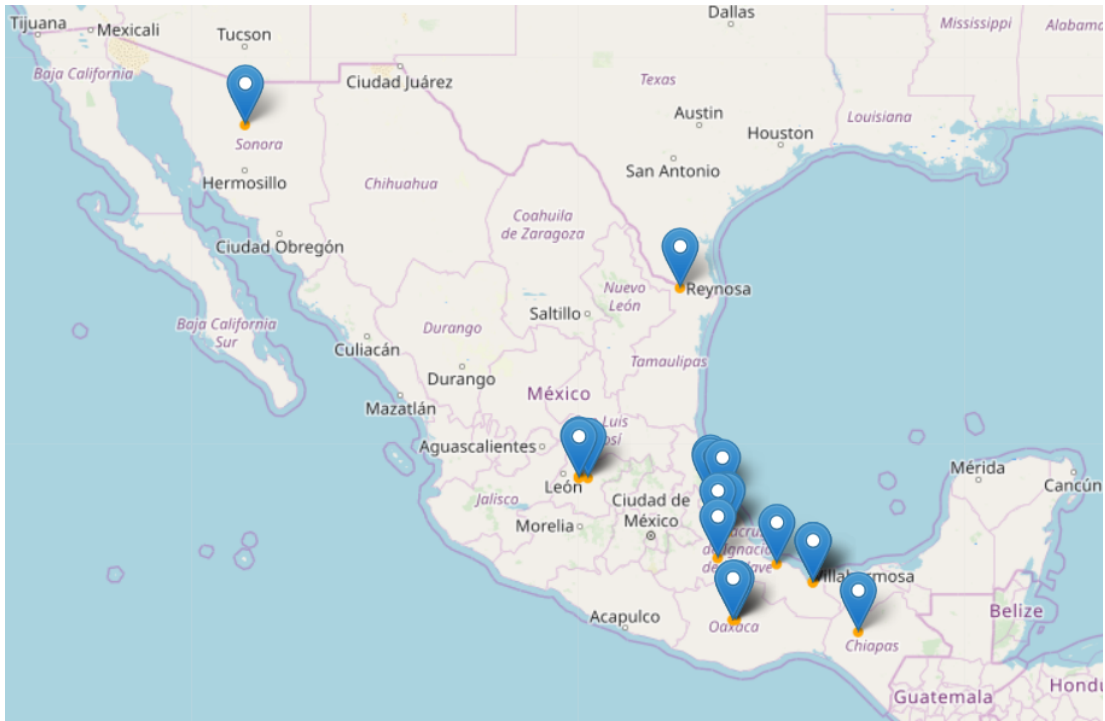 Dallas
Mississippi
Alabama
Tijuana
Mexicali
Tucson
Baja California
Ciudad Juárez
Texas
Austin
Louisiana
Houston
Sonora
San Antonio
Hermosillo
Chihuahua
Coahuila
de Zaragoza
Ciudad Obregón
Reynosa
Nuevo
León
Saltillo
Baja California
Sur
Durango
Culiacán
Tamaulipas
Durango
México
Mazatlán
Luis
Aguascalientes
Mérida
León
Cancún
Jalisco
Ciudad de
México
Morelia
de Ignacio
Acapulco
Oaxaca
Belize
Chiapas
Guatemala
Hondu